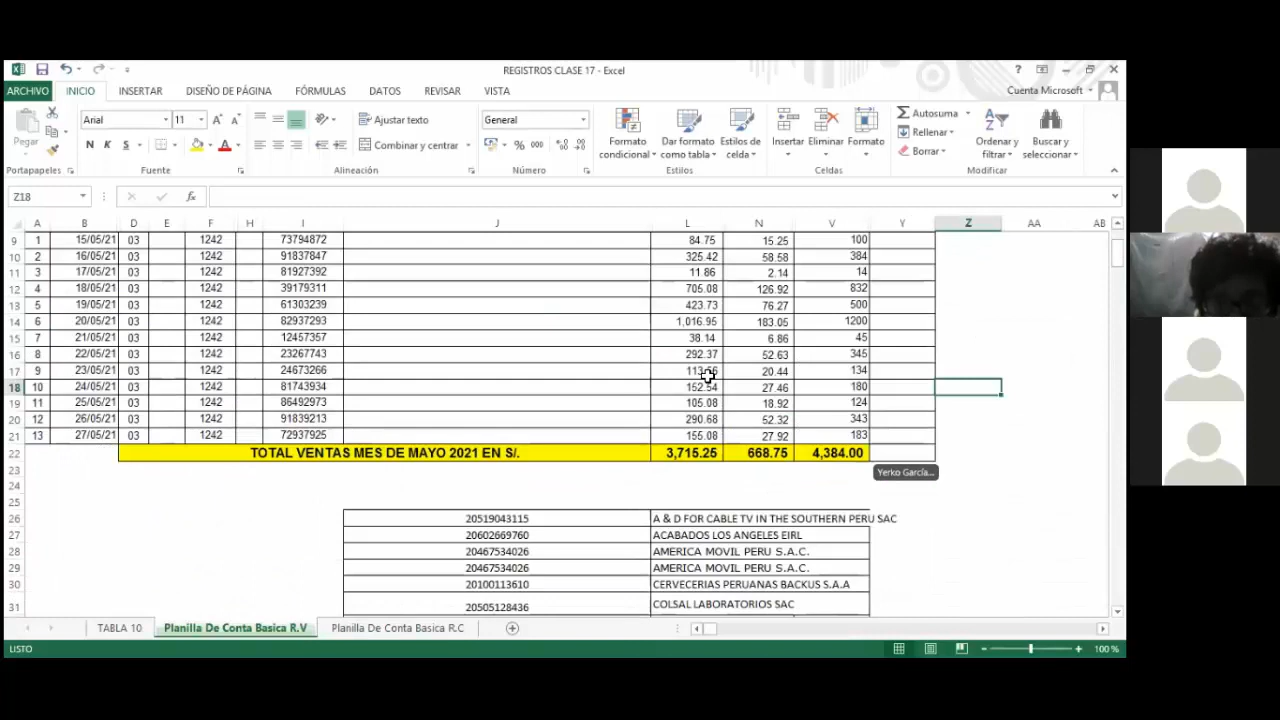 REGISTROS CLASE 17 - Excel
ARCHIVO INICIO INSERTAR DISEÑO DE PÁGINA FÓRMULAS DATOS REVISAR VISTA Cuenta Microsoft
Pegar
Arial 11
N K S
Ajustar texto
Combinar y centrar
General
% 000
Formato condicional
Dar formato como tabla
Estilos de celda
Insertar Eliminar Formato
Autosuma
Rellenar
Borrar
Ordenar y filtrar
Buscar y seleccionar
Portapapeles Fuente Alineación Número Estilos Celdas Modificar
Z18 fx
A B D E F H I J L N V Y Z AA AB
9 1 15/05/21 03 1242 73794872 84.75 15.25 100
10 2 16/05/21 03 1242 91837847 325.42 58.58 384
11 3 17/05/21 03 1242 81927392 11.86 2.14 14
12 4 18/05/21 03 1242 39179311 705.08 126.92 832
13 5 19/05/21 03 1242 61303239 423.73 76.27 500
14 6 20/05/21 03 1242 82937293 1,016.95 183.05 1200
15 7 21/05/21 03 1242 12457357 38.14 6.86 45
16 8 22/05/21 03 1242 23267743 292.37 52.63 345
17 9 23/05/21 03 1242 24673266 20.44 134
18 10 24/05/21 03 1242 81743934 152.54 27.46 180
19 11 25/05/21 03 1242 86492973 105.08 18.92 124
20 12 26/05/21 03 1242 91839213 290.68 52.32 343
21 13 27/05/21 03 1242 72937925 155.08 27.92 183
22 TOTAL VENTAS MES DE MAYO 2021 EN S/. 3,715.25 668.75 4,384.00
23 Yerko García...
24
25
26 20519043115 A & D FOR CABLE TV IN THE SOUTHERN PERU SAC
27 20602669760 ACABADOS LOS ANGELES EIRL
28 20467534026 AMERICA MOVIL PERU S.A.C.
29 20467534026 AMERICA MOVIL PERU S.A.C.
30 20100113610 CERVECERIAS PERUANAS BACKUS S.A.A
31 20505128436 COLSAL LABORATORIOS SAC
TABLA 10 Planilla De Conta Basica R.V Planilla De Conta Basica R.C
LISTO 100 %